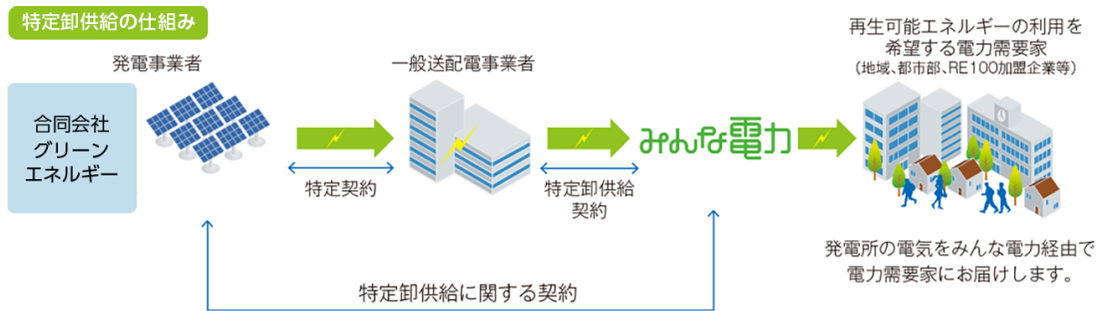 特定卸供給の仕組み
発電事業者
合同会社
グリーン
エネルギー
特定契約
一般送配電事業者
特定卸供給
契約
みんな電力
再生可能エネルギーの利用を
希望する電力需要家
（地域、都市部、RE100加盟企業等）
発電所の電気をみんな電力経由で
電力需要家にお届けします。
特定卸供給に関する契約